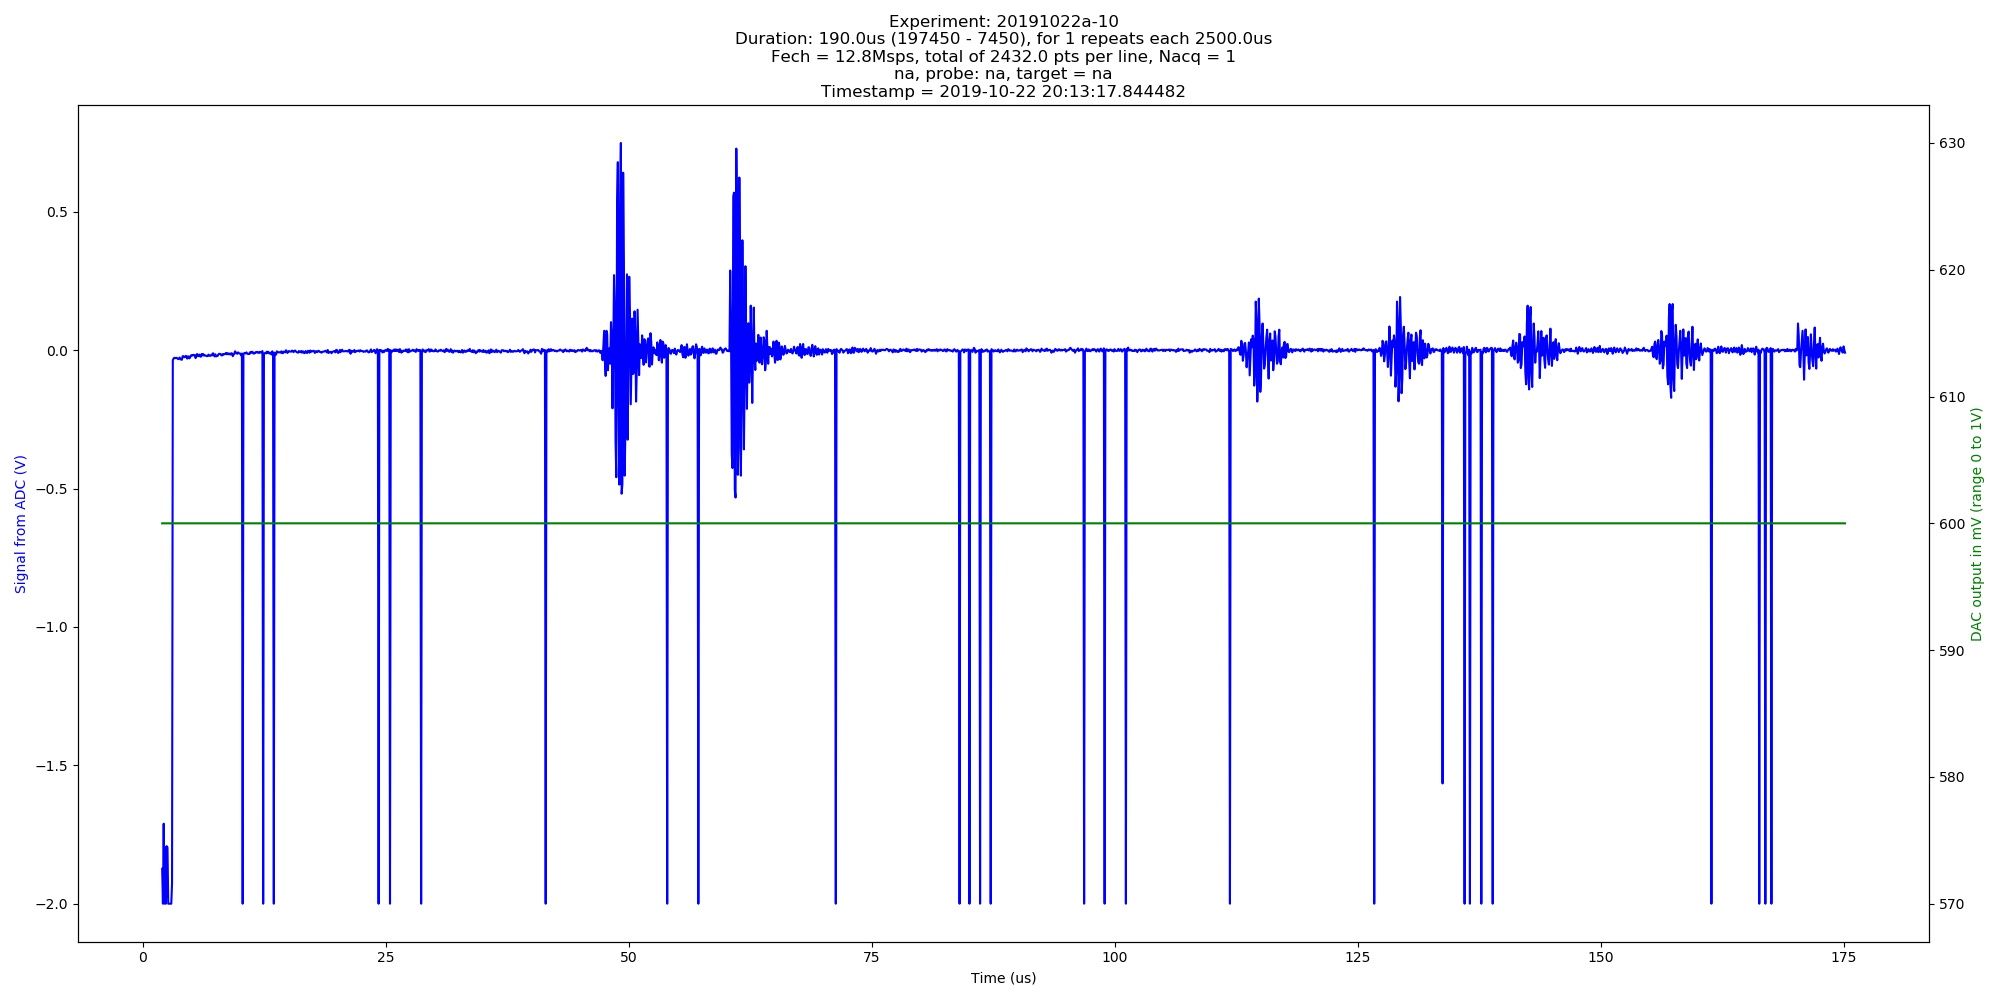 Experiment: 20191022a-10
Duration: 190.0us (197450 - 7450), for 1 repeats each 2500.0us
Fech = 12.8Msps, total of 2432.0 pts per line, Nacq = 1
na, probe: na, target = na
Timestamp = 2019-10-22 20:13:17.844482
Signal from ADC (V)
0.5
0.0
−0.5
−1.0
−1.5
−2.0
0
25
50
75
100
125
150
175
Time (us)
630
620
610
600
590
580
570
DAC output in mV (range 0 to 1V)